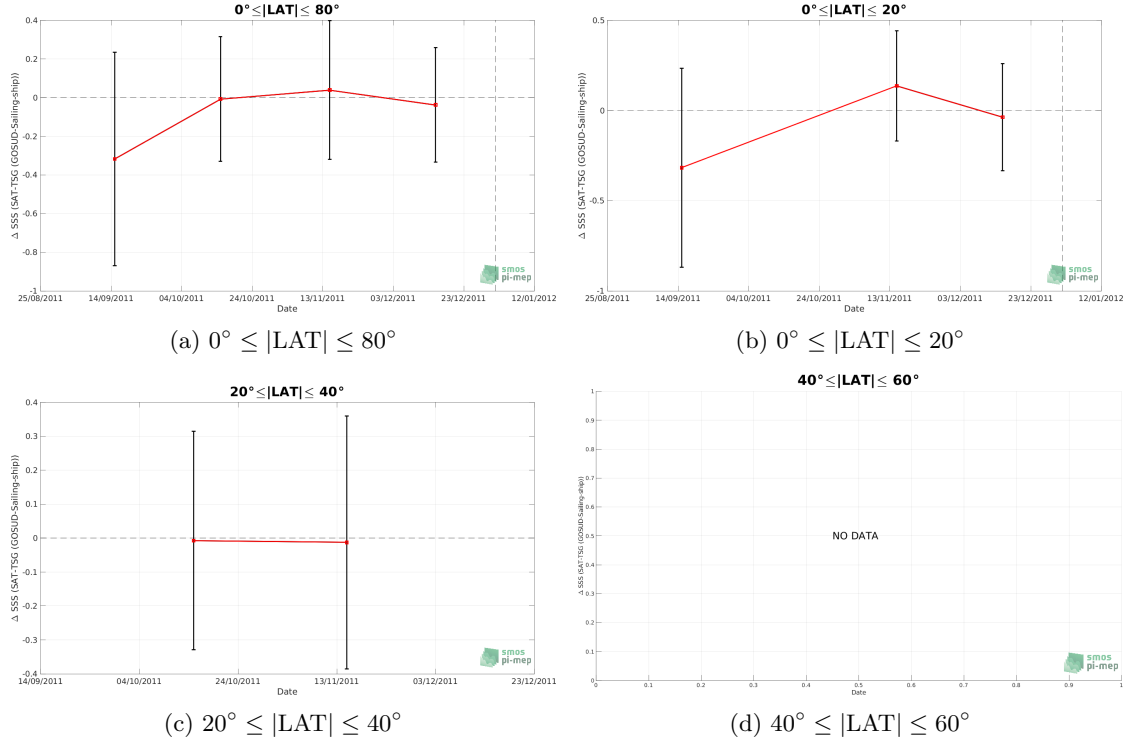 0°≤|LAT|≤ 80°
0.4
0.2
0
-0.2
-0.4
-0.6
-0.8
-1
Δ SSS (SAT-TSG (GOSUD-Sailing-ship))
25/08/2011 14/09/2011 04/10/2011 24/10/2011 13/11/2011 03/12/2011 23/12/2011 12/01/2012
Date
smos
pi-mep
(a) 0° ≤ |LAT| ≤ 80°
0°≤|LAT|≤ 20°
0.5
0
-0.5
-1
Δ SSS (SAT-TSG (GOSUD-Sailing-ship))
25/08/2011 14/09/2011 04/10/2011 24/10/2011 13/11/2011 03/12/2011 23/12/2011 12/01/2012
Date
smos
pi-mep
(b) 0° ≤ |LAT| ≤ 20°
20°≤|LAT|≤ 40°
0.4
0.3
0.2
0.1
0
-0.1
-0.2
-0.3
-0.4
Δ SSS (SAT-TSG (GOSUD-Sailing-ship))
14/09/2011 04/10/2011 24/10/2011 13/11/2011 03/12/2011 23/12/2011
Date
smos
pi-mep
(c) 20° ≤ |LAT| ≤ 40°
40°≤|LAT|≤ 60°
1
0.9
0.8
0.7
0.6
0.5
0.4
0.3
0.2
0.1
0
Δ SSS (SAT-TSG (GOSUD-Sailing-ship))
NO DATA
0 0.1 0.2 0.3 0.4 0.5 0.6 0.7 0.8 0.9 1
Date
smos
pi-mep
(d) 40° ≤ |LAT| ≤ 60°